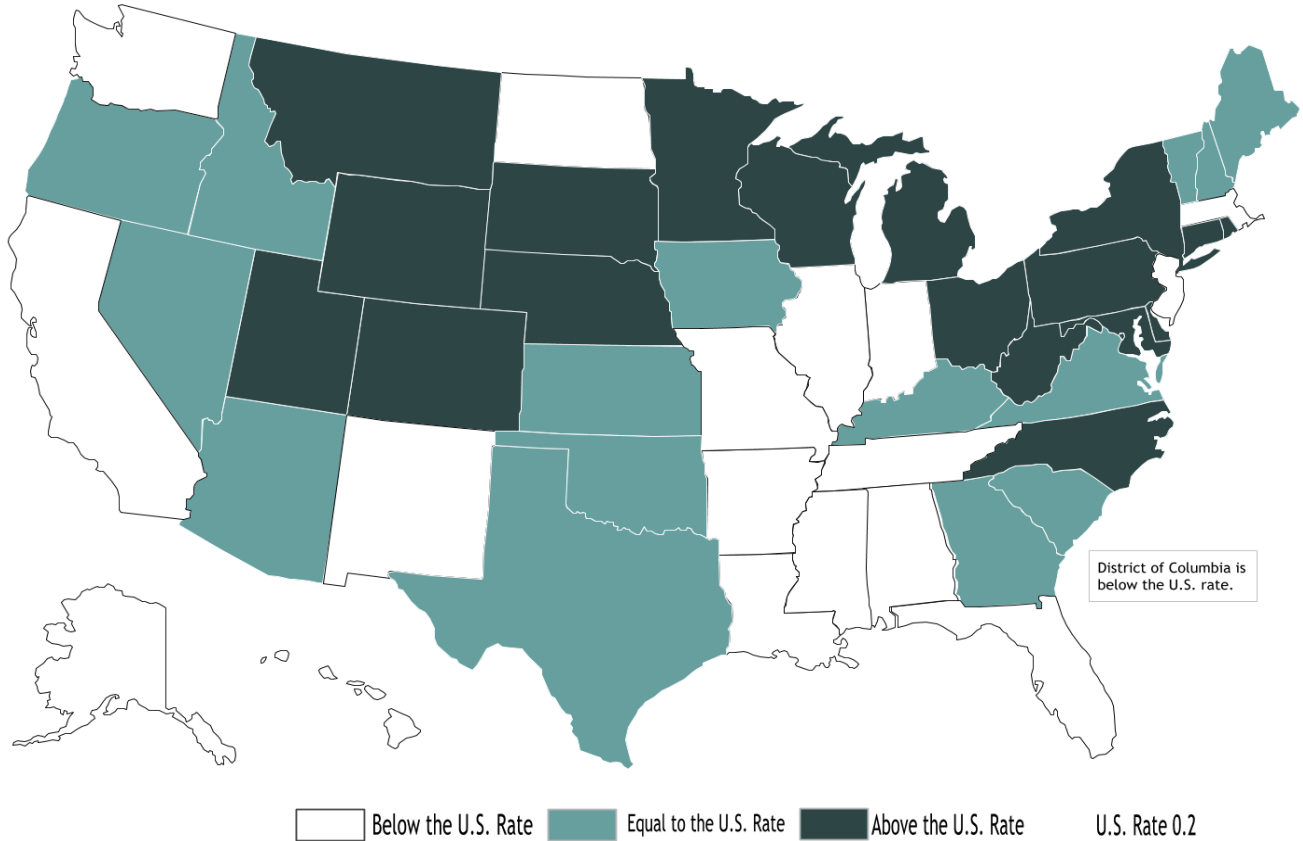 District of Columbia is
below the U.S. rate.
Below the U.S. Rate
Equal to the U.S. Rate
Above the U.S. Rate
U.S. Rate 0.2